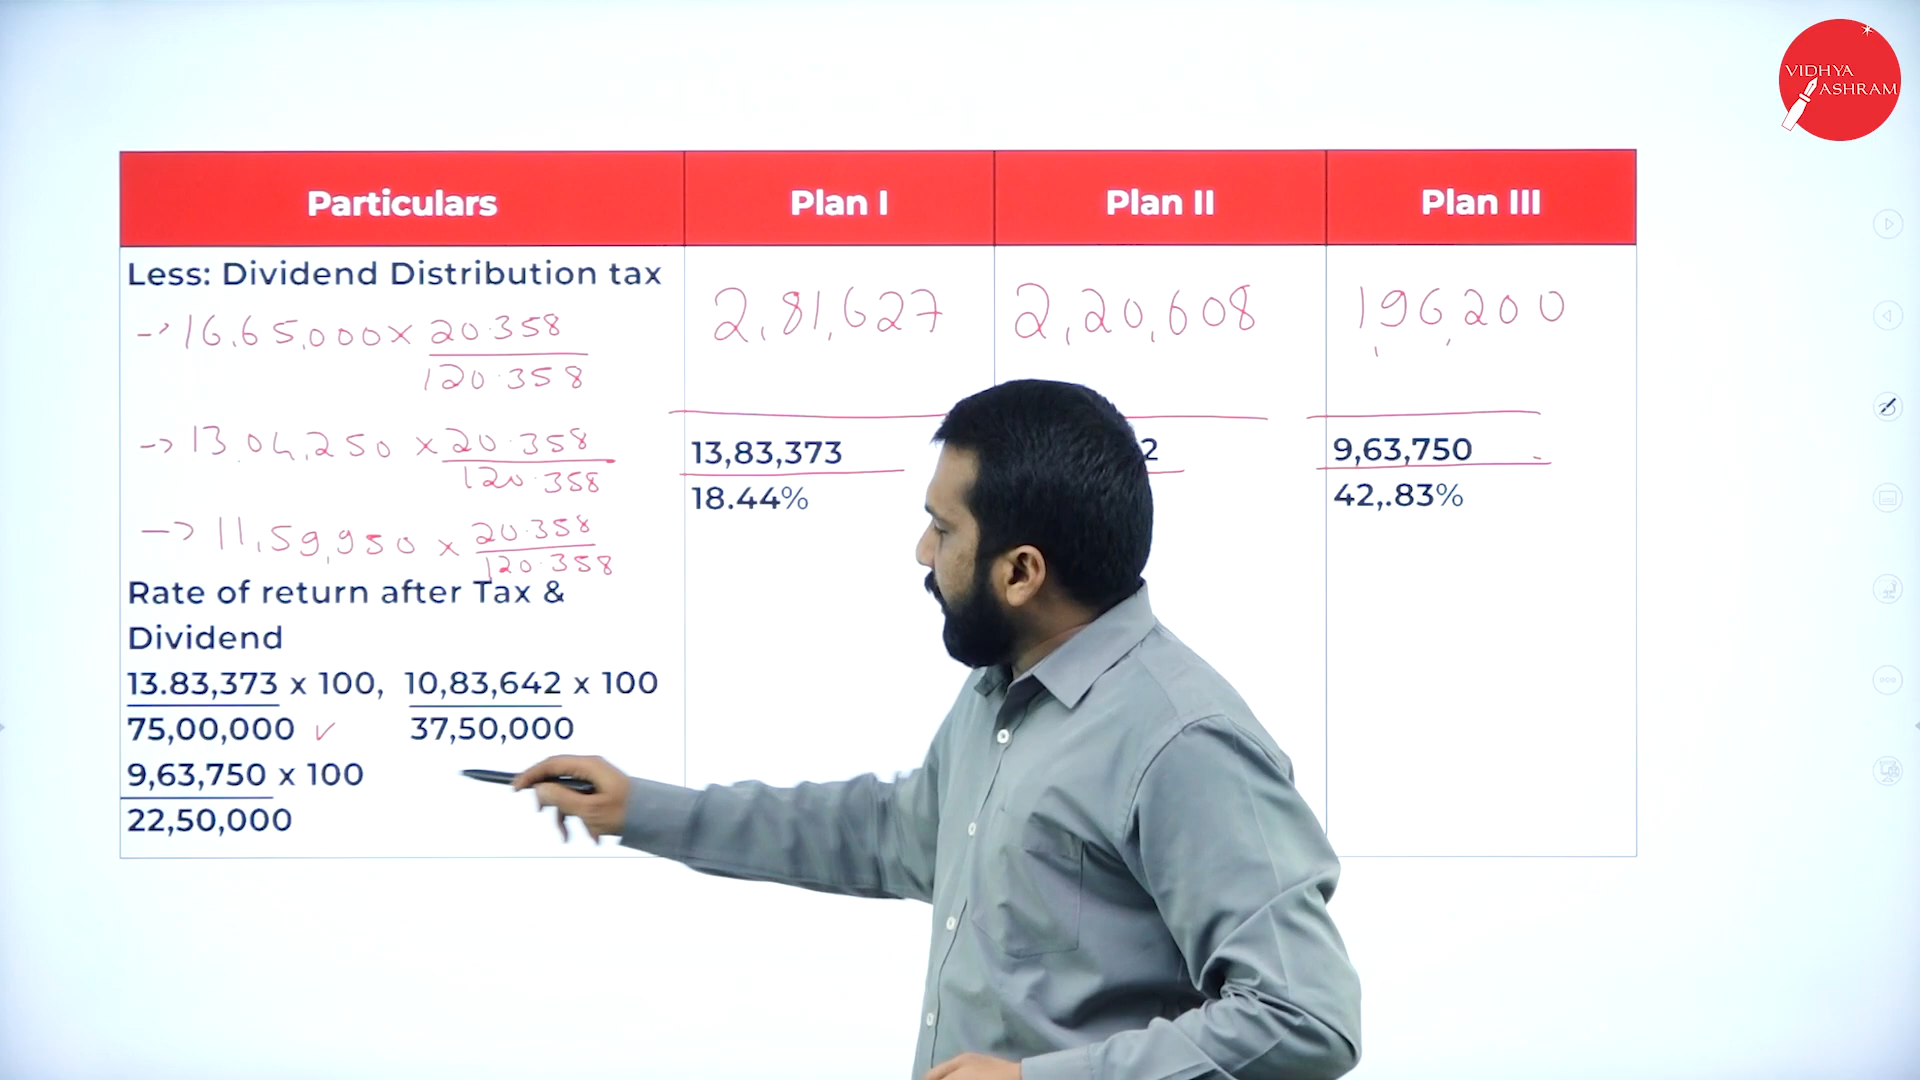 VIDHYA
ASHRAM
Particulars Plan I Plan II Plan III
Less: Dividend Distribution tax
2,81,627 2,20,608 1,96,200
→ 16,65,000 x 20.358
120.358
→ 13,04,250 x 20.358
120.358
13,83,373 2 9,63,750
18.44% 42,.83%
→ 11,59,950 x 20.358
120.358
Rate of return after Tax &
Dividend
13.83,373 x 100, 10,83,642 x 100
75,00,000 ✓ 37,50,000
9,63,750 x 100
22,50,000